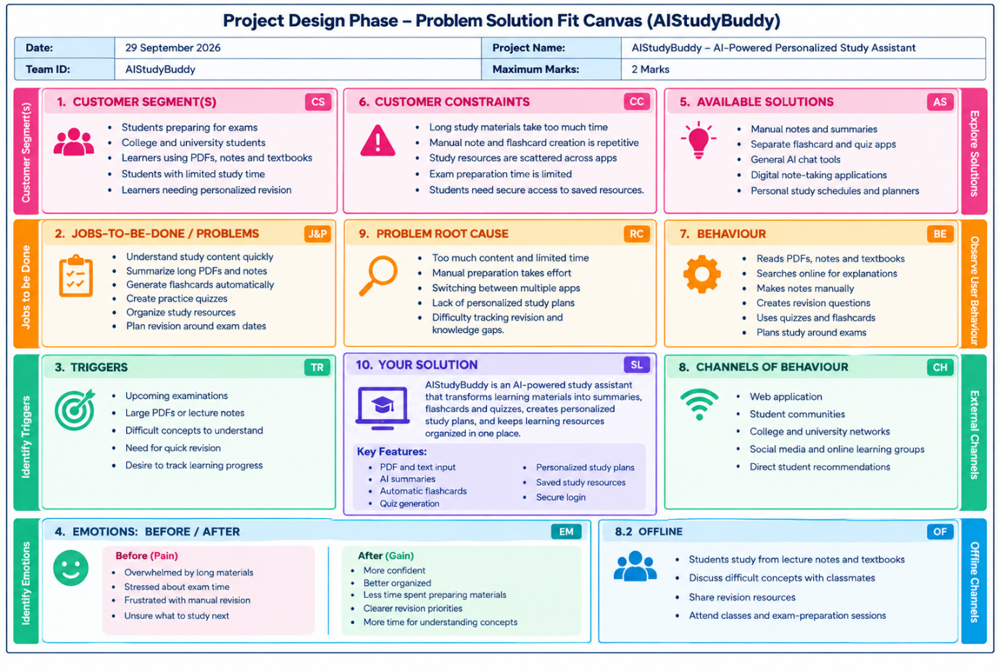 Project Design Phase – Problem Solution Fit Canvas (AIStudyBuddy)
Date: 29 September 2026 Project Name: AIStudyBuddy – AI-Powered Personalized Study Assistant
Team ID: AIStudyBuddy Maximum Marks: 2 Marks
Customer Segment(s)
1. CUSTOMER SEGMENT(S) CS
• Students preparing for exams
• College and university students
• Learners using PDFs, notes and textbooks
• Students with limited study time
• Learners needing personalized revision
6. CUSTOMER CONSTRAINTS CC
• Long study materials take too much time
• Manual note and flashcard creation is repetitive
• Study resources are scattered across apps
• Exam preparation time is limited
• Students need secure access to saved resources.
5. AVAILABLE SOLUTIONS AS
• Manual notes and summaries
• Separate flashcard and quiz apps
• General AI chat tools
• Digital note-taking applications
• Personal study schedules and planners
Explore Solutions
Jobs to be Done
2. JOBS-TO-BE-DONE / PROBLEMS J&P
• Understand study content quickly
• Summarize long PDFs and notes
• Generate flashcards automatically
• Create practice quizzes
• Organize study resources
• Plan revision around exam dates
9. PROBLEM ROOT CAUSE RC
• Too much content and limited time
• Manual preparation takes effort
• Switching between multiple apps
• Lack of personalized study plans
• Difficulty tracking revision and
knowledge gaps.
7. BEHAVIOUR BE
• Reads PDFs, notes and textbooks
• Searches online for explanations
• Makes notes manually
• Creates revision questions
• Uses quizzes and flashcards
• Plans study around exams
Observe User Behaviour
Identify Triggers
3. TRIGGERS TR
• Upcoming examinations
• Large PDFs or lecture notes
• Difficult concepts to understand
• Need for quick revision
• Desire to track learning progress
10. YOUR SOLUTION SL
AIStudyBuddy is an AI-powered study assistant
that transforms learning materials into summaries,
flashcards and quizzes, creates personalized
study plans, and keeps learning resources
organized in one place.
Key Features:
• PDF and text input
• AI summaries
• Automatic flashcards
• Quiz generation
• Personalized study plans
• Saved study resources
• Secure login
8. CHANNELS OF BEHAVIOUR CH
• Web application
• Student communities
• College and university networks
• Social media and online learning groups
• Direct student recommendations
External Channels
Identify Emotions
4. EMOTIONS: BEFORE / AFTER EM
Before (Pain)
• Overwhelmed by long materials
• Stressed about exam time
• Frustrated with manual revision
• Unsure what to study next
After (Gain)
• More confident
• Better organized
• Less time spent preparing materials
• Clearer revision priorities
• More time for understanding concepts
8.2 OFFLINE OF
• Students study from lecture notes and textbooks
• Discuss difficult concepts with classmates
• Share revision resources
• Attend classes and exam-preparation sessions
Offline Channels